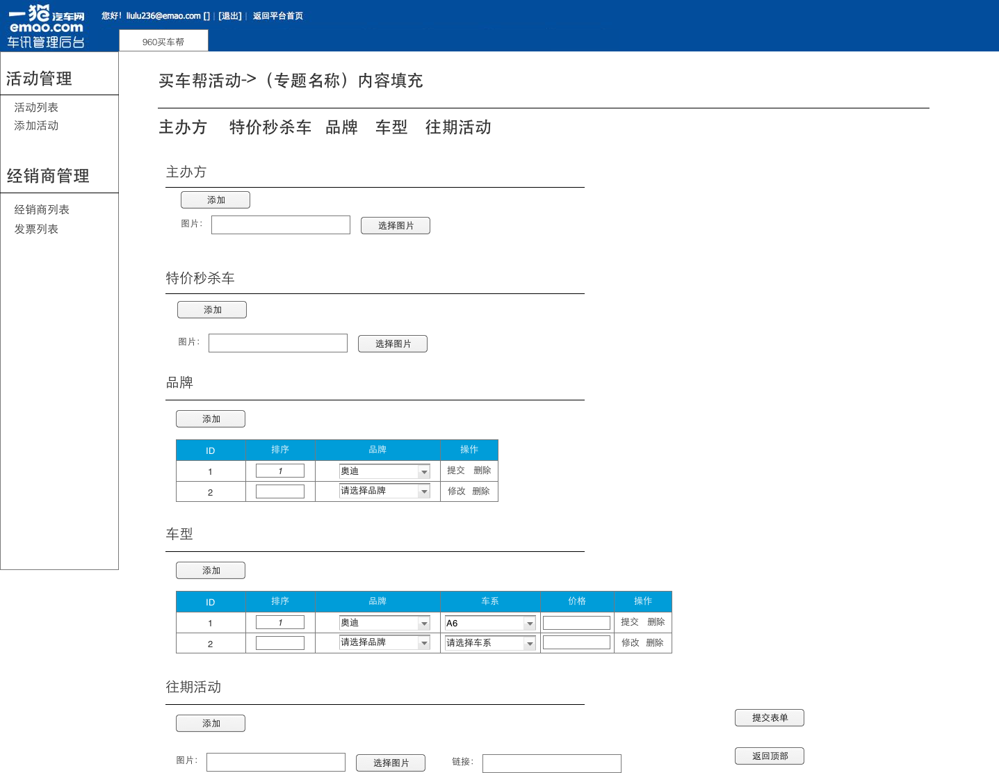 一猫汽车网
emao.com
车讯管理后台
您好！liulu236@emao.com [] | [退出] | 返回平台首页
960买车帮
活动管理
活动列表
添加活动
经销商管理
经销商列表
发票列表
买车帮活动->（专题名称）内容填充
主办方 特价秒杀车 品牌 车型 往期活动
主办方
添加
图片： 选择图片
特价秒杀车
添加
图片： 选择图片
品牌
添加
ID 排序 品牌 操作
1 1 奥迪 提交 删除
2 请选择品牌 修改 删除
车型
添加
ID 排序 品牌 车系 价格 操作
1 1 奥迪 A6 提交 删除
2 请选择品牌 请选择车系 修改 删除
往期活动
添加
提交表单
图片： 选择图片 链接：
返回顶部